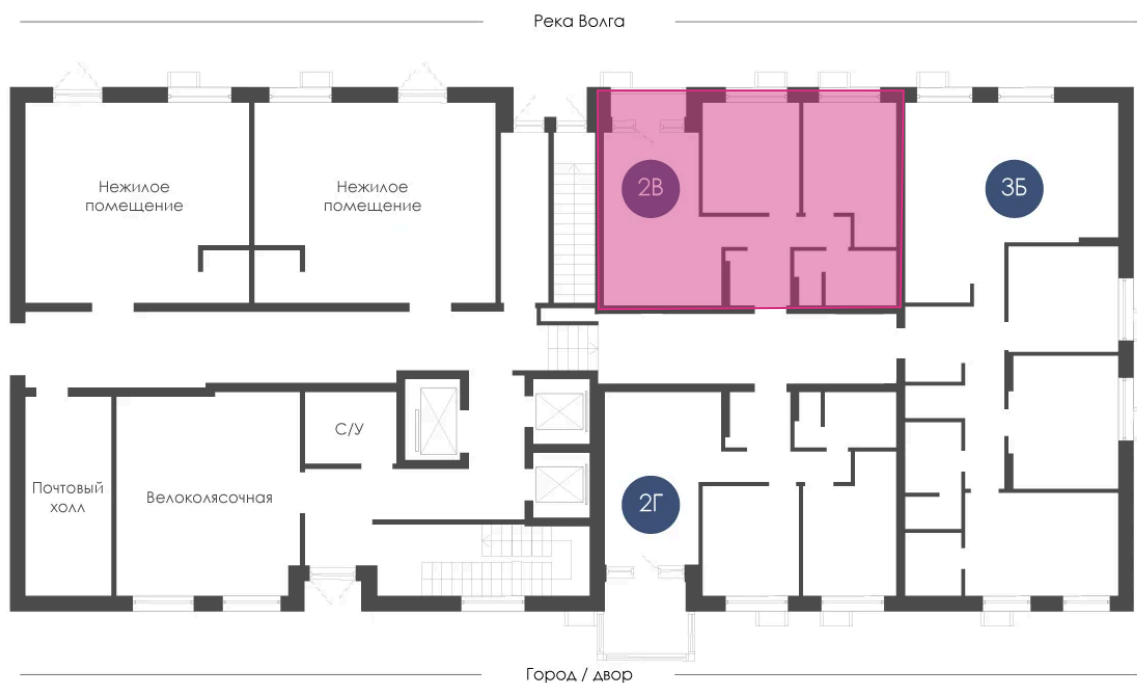 Река Волга
Нежилое
помещение
Нежилое
помещение
2В
3Б
С/У
Почтовый
холл
Велоколясочная
2Г
Город / двор